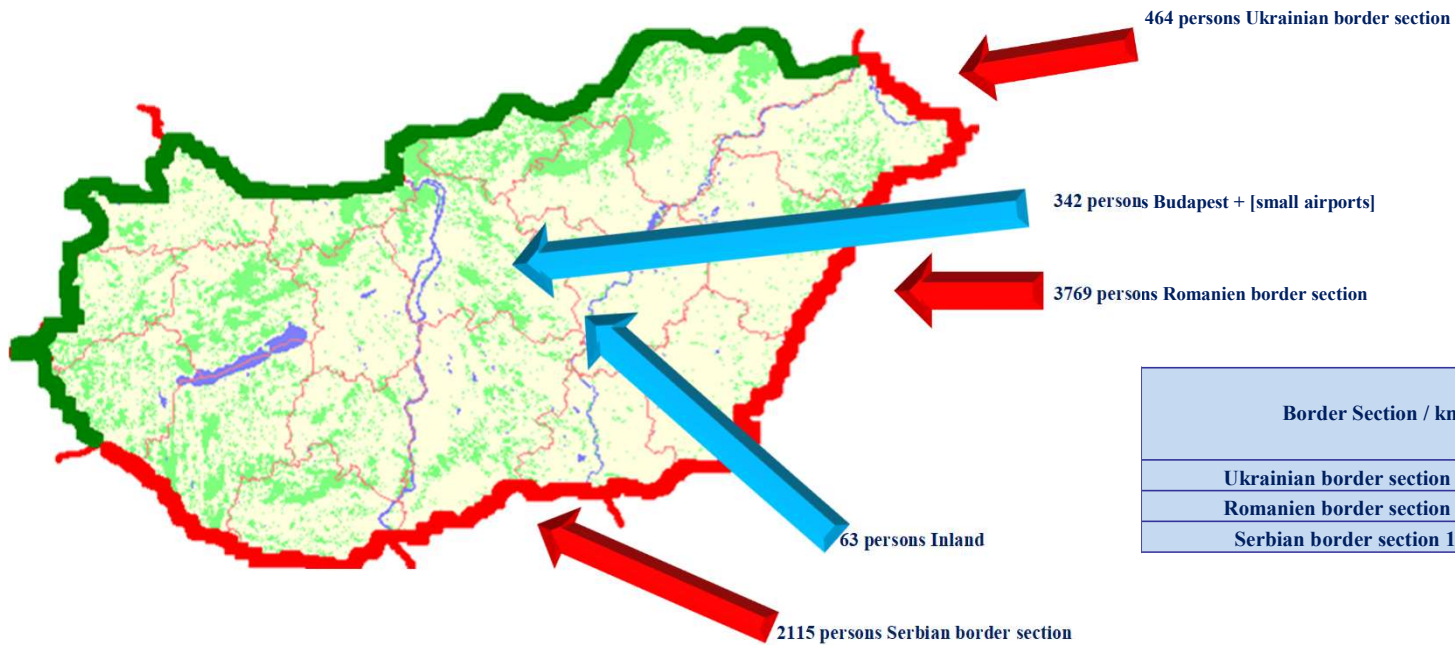 464 persons Ukrainian border section
342 persons Budapest + [small airports]
3769 persons Romanien border section
Border Section / km
Ukrainian border section
Romanien border section
Serbian border section 1
63 persons Inland
2115 persons Serbian border section